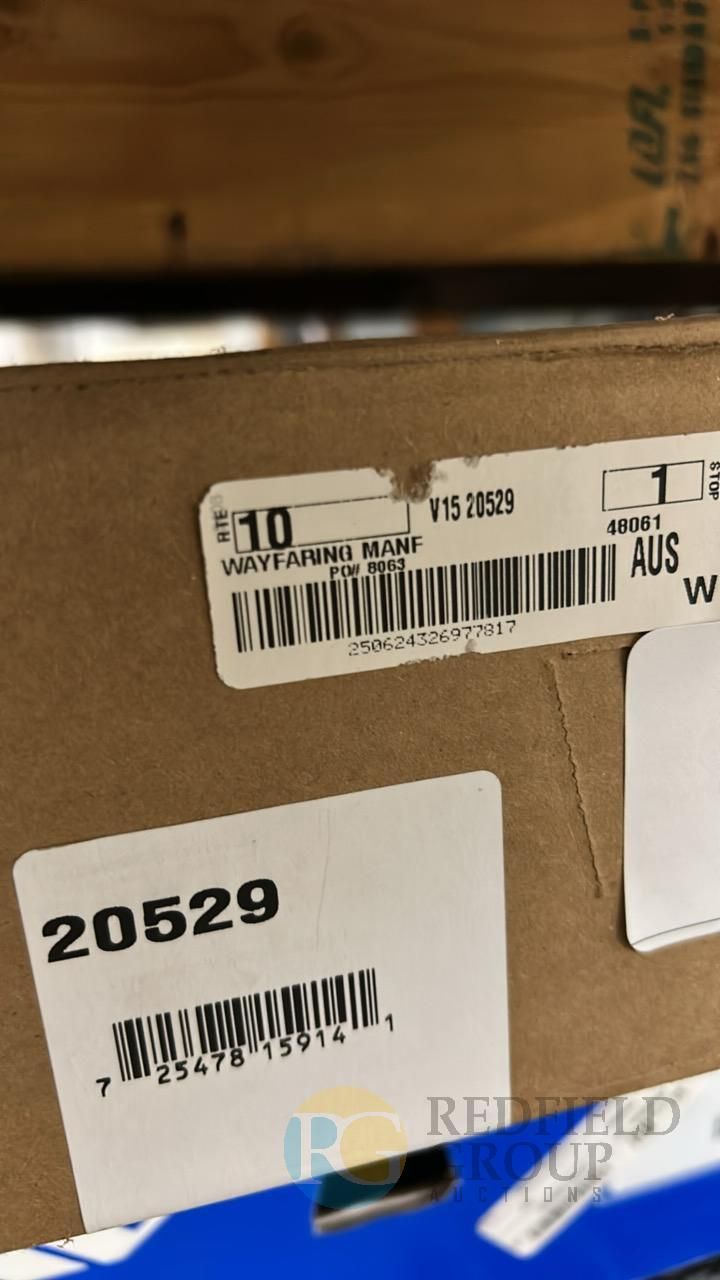 RTE
10
V15 20529
1
STOP
48061
WAYFARING MANF
PO# 8063
AUS
W
250624326977817
20529
7 25478 15914 1
RG
REDFIELD
GROUP
AUCTIONS